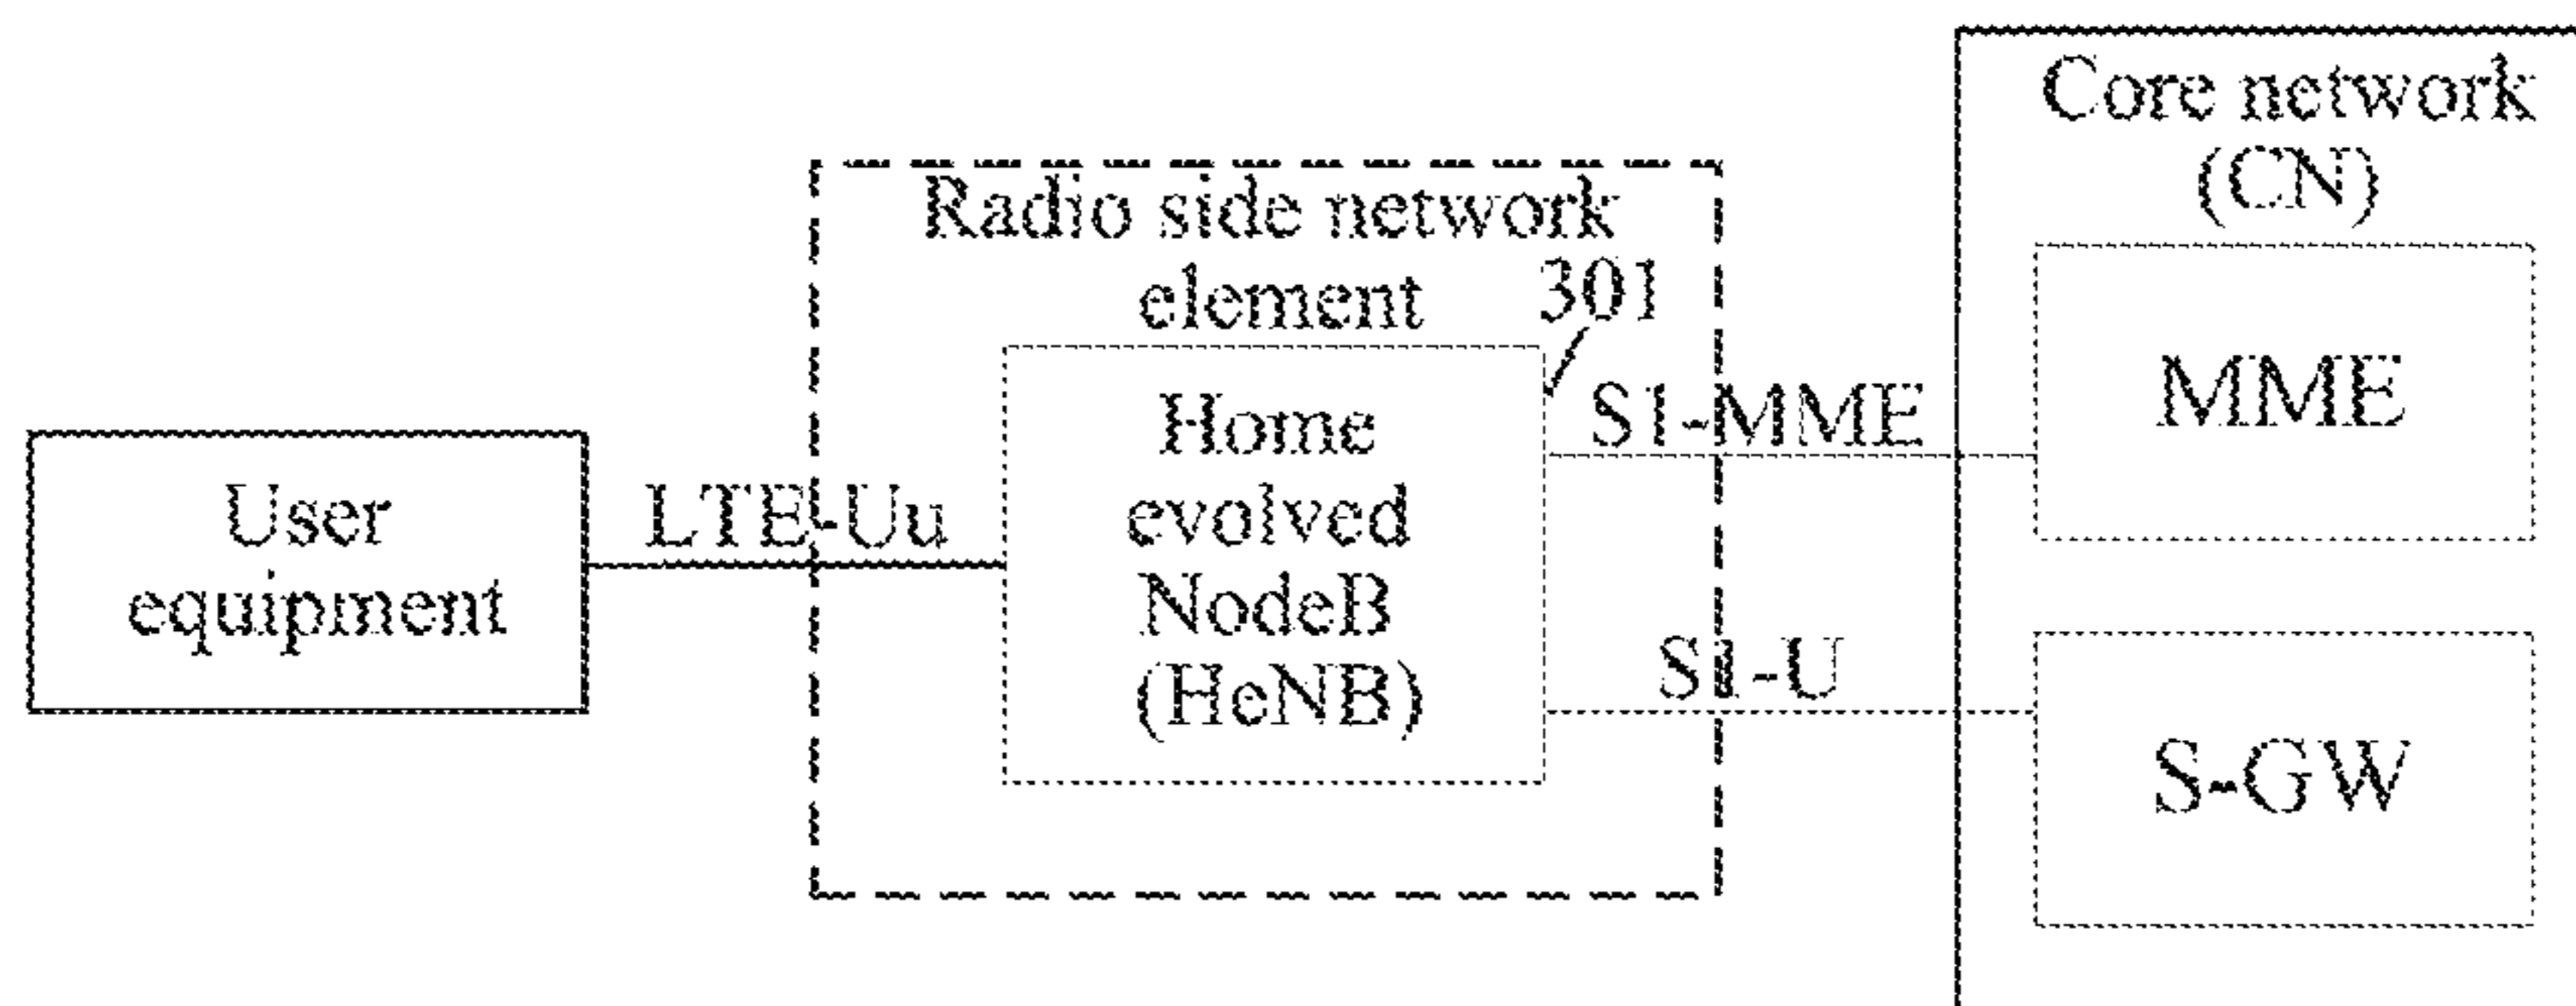 Core network
(CN)
Radio side network
element
301
MME
S1-MME
Home
evolved
NodeB
(HeNB)
User
equipment
LTE-Uu
S1-U
S-GW